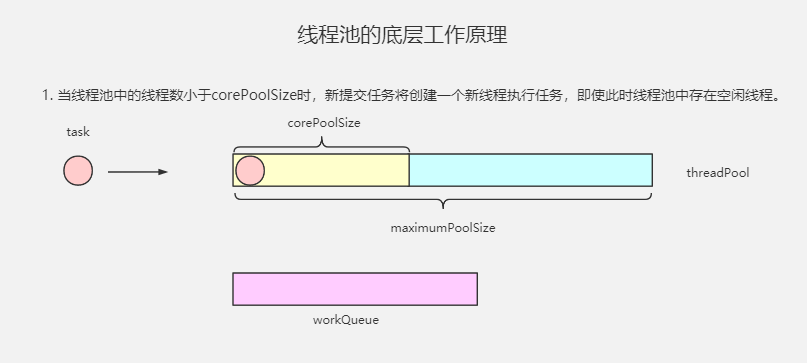 线程池的底层工作原理
1. 当线程池中的线程数小于corePoolSize时，新提交任务将创建一个新线程执行任务，即使此时线程池中存在空闲线程。
task
corePoolSize
threadPool
maximumPoolSize
workQueue